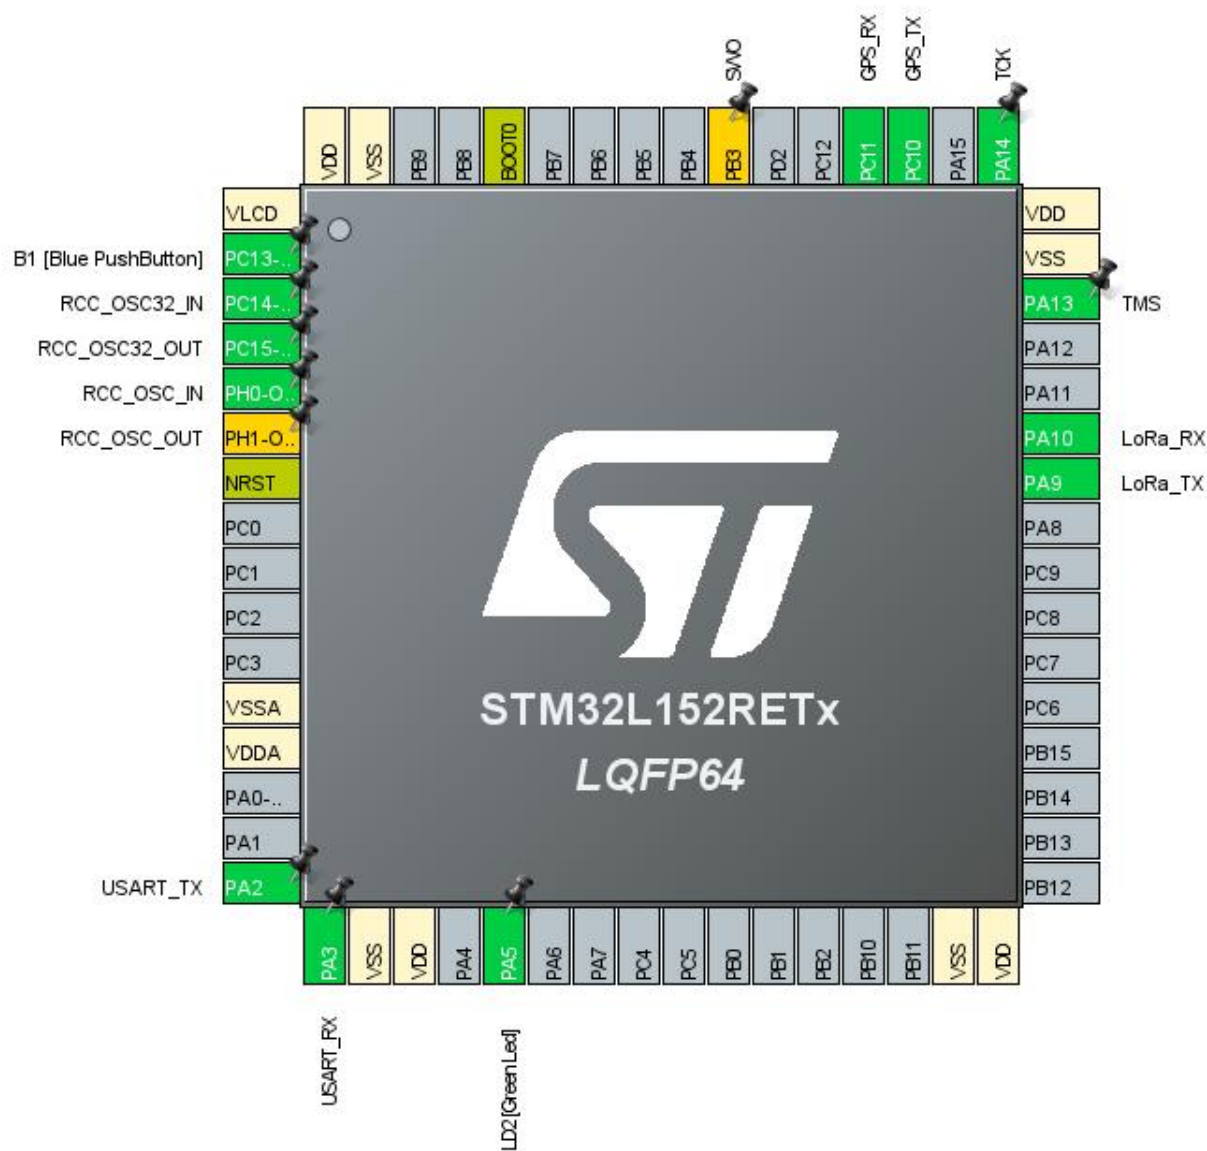 SWO
GPS_RX
GPS_TX
TCK
VDD
VSS
PB9
PB8
BOOT0
PB7
PB6
PB5
PB4
PB3
PD2
PC12
PC11
PC10
PA15
PA14
VLCD
B1 [Blue PushButton] PC13-..
RCC_OSC32_IN PC14-..
RCC_OSC32_OUT PC15-..
RCC_OSC_IN PH0-O..
RCC_OSC_OUT PH1-O..
NRST
PC0
PC1
PC2
PC3
VSSA
VDDA
PA0-..
PA1
USART_TX PA2
VDD
VSS
PA13 TMS
PA12
PA11
PA10 LoRa_RX
PA9 LoRa_TX
PA8
PC9
PC8
PC7
PC6
PB15
PB14
PB13
PB12
ST
STM32L152RETx
LQFP64
PA3
VSS
VDD
PA4
PA5
PA6
PA7
PC4
PC5
PB0
PB1
PB2
PB10
PB11
VSS
VDD
USART_RX
LD2 [Green Led]